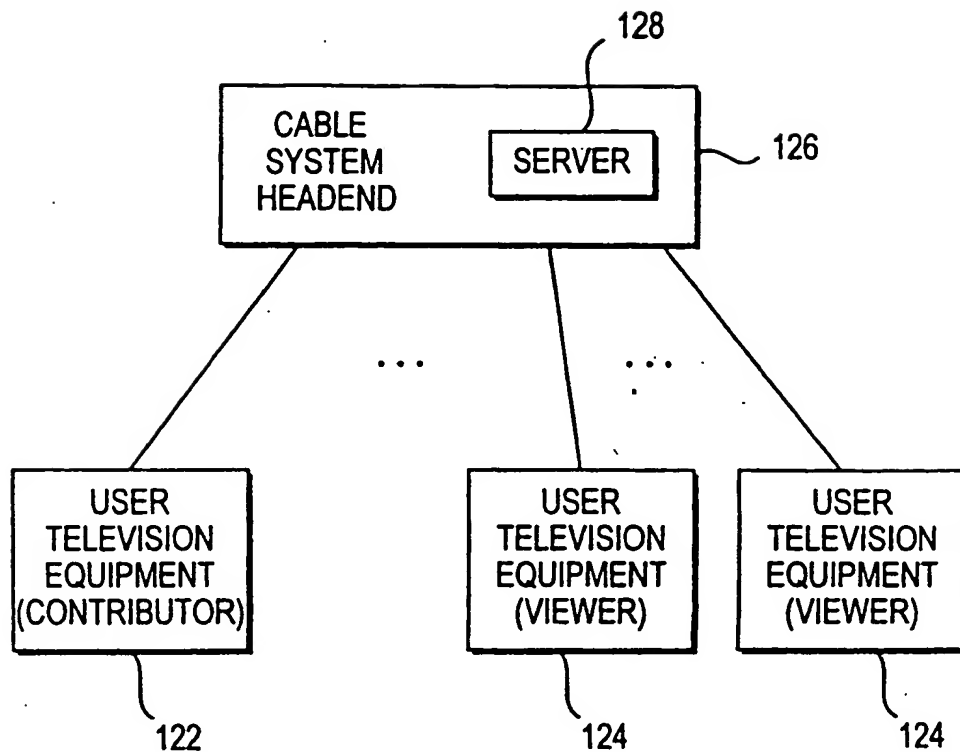 128
CABLE
SYSTEM
HEADEND
SERVER
126
...
...
USER
TELEVISION
EQUIPMENT
(CONTRIBUTOR)
USER
TELEVISION
EQUIPMENT
(VIEWER)
USER
TELEVISION
EQUIPMENT
(VIEWER)
122
124
124